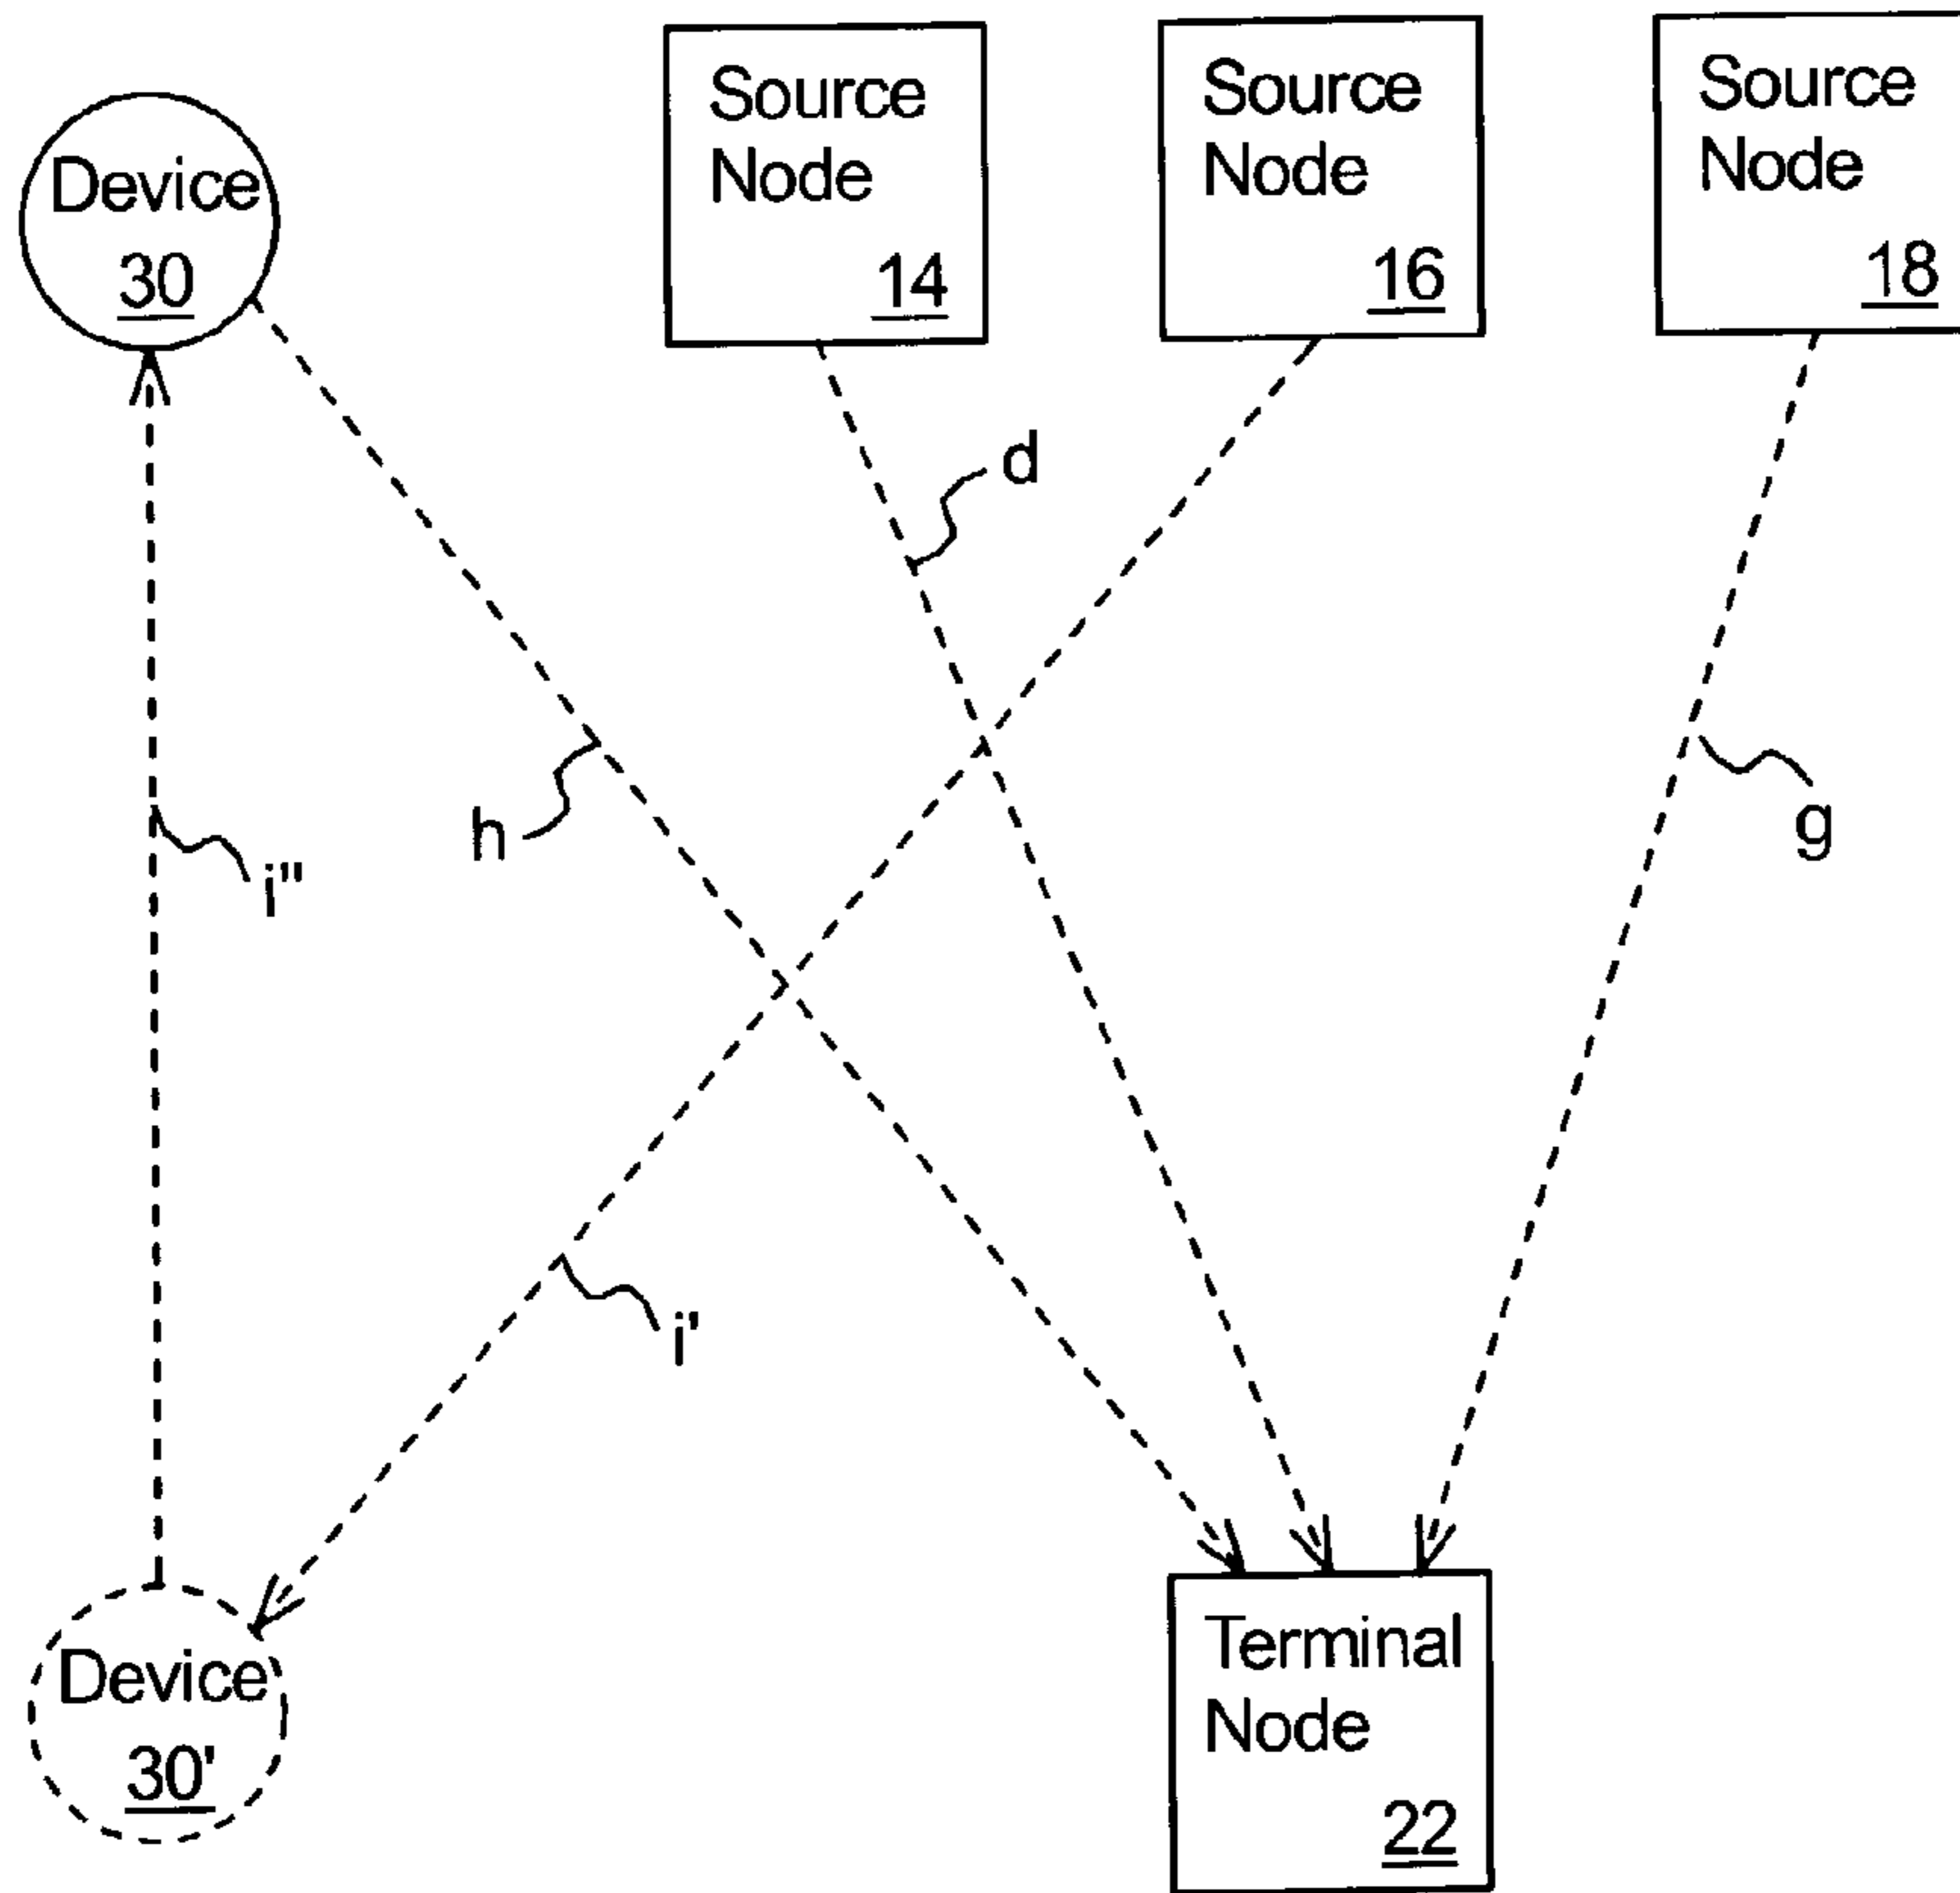 Device
30
Source
Node
14
Source
Node
16
Source
Node
18
d
h
i"
g
i'
Device
30'
Terminal
Node
22